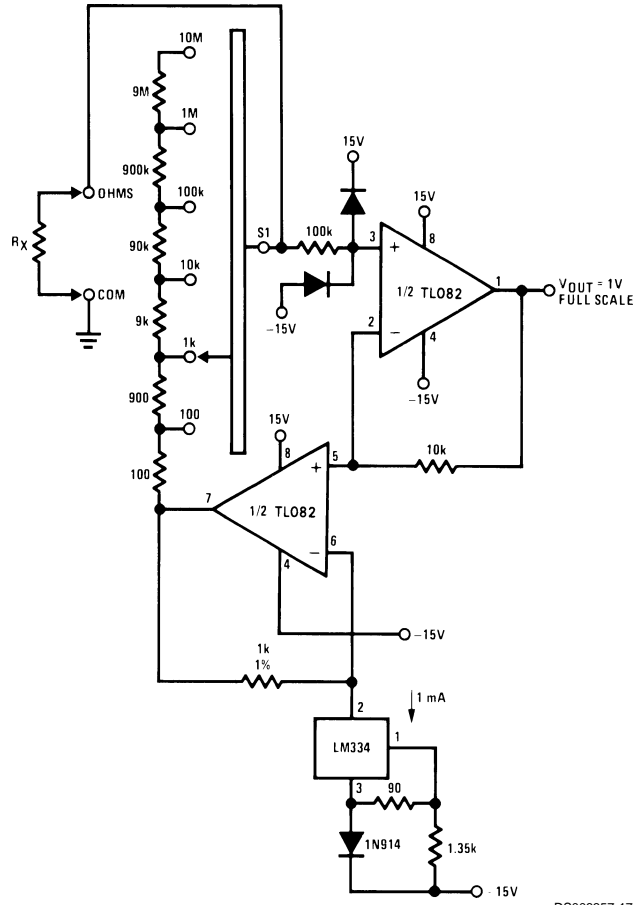 10M
9M
1M
900k
100k
90k
10k
9k
1k
900
100
100
OHMS
RX
COM
S1
100k
15V
-15V
15V
3
+
8
1/2 TL082
1
2
−
4
-15V
VOUT = 1V
FULL SCALE
10k
15V
8
5
+
7
1/2 TL082
6
−
4
-15V
1k
1%
2
1 mA
LM334
1
3
90
1N914
1.35k
- 15V